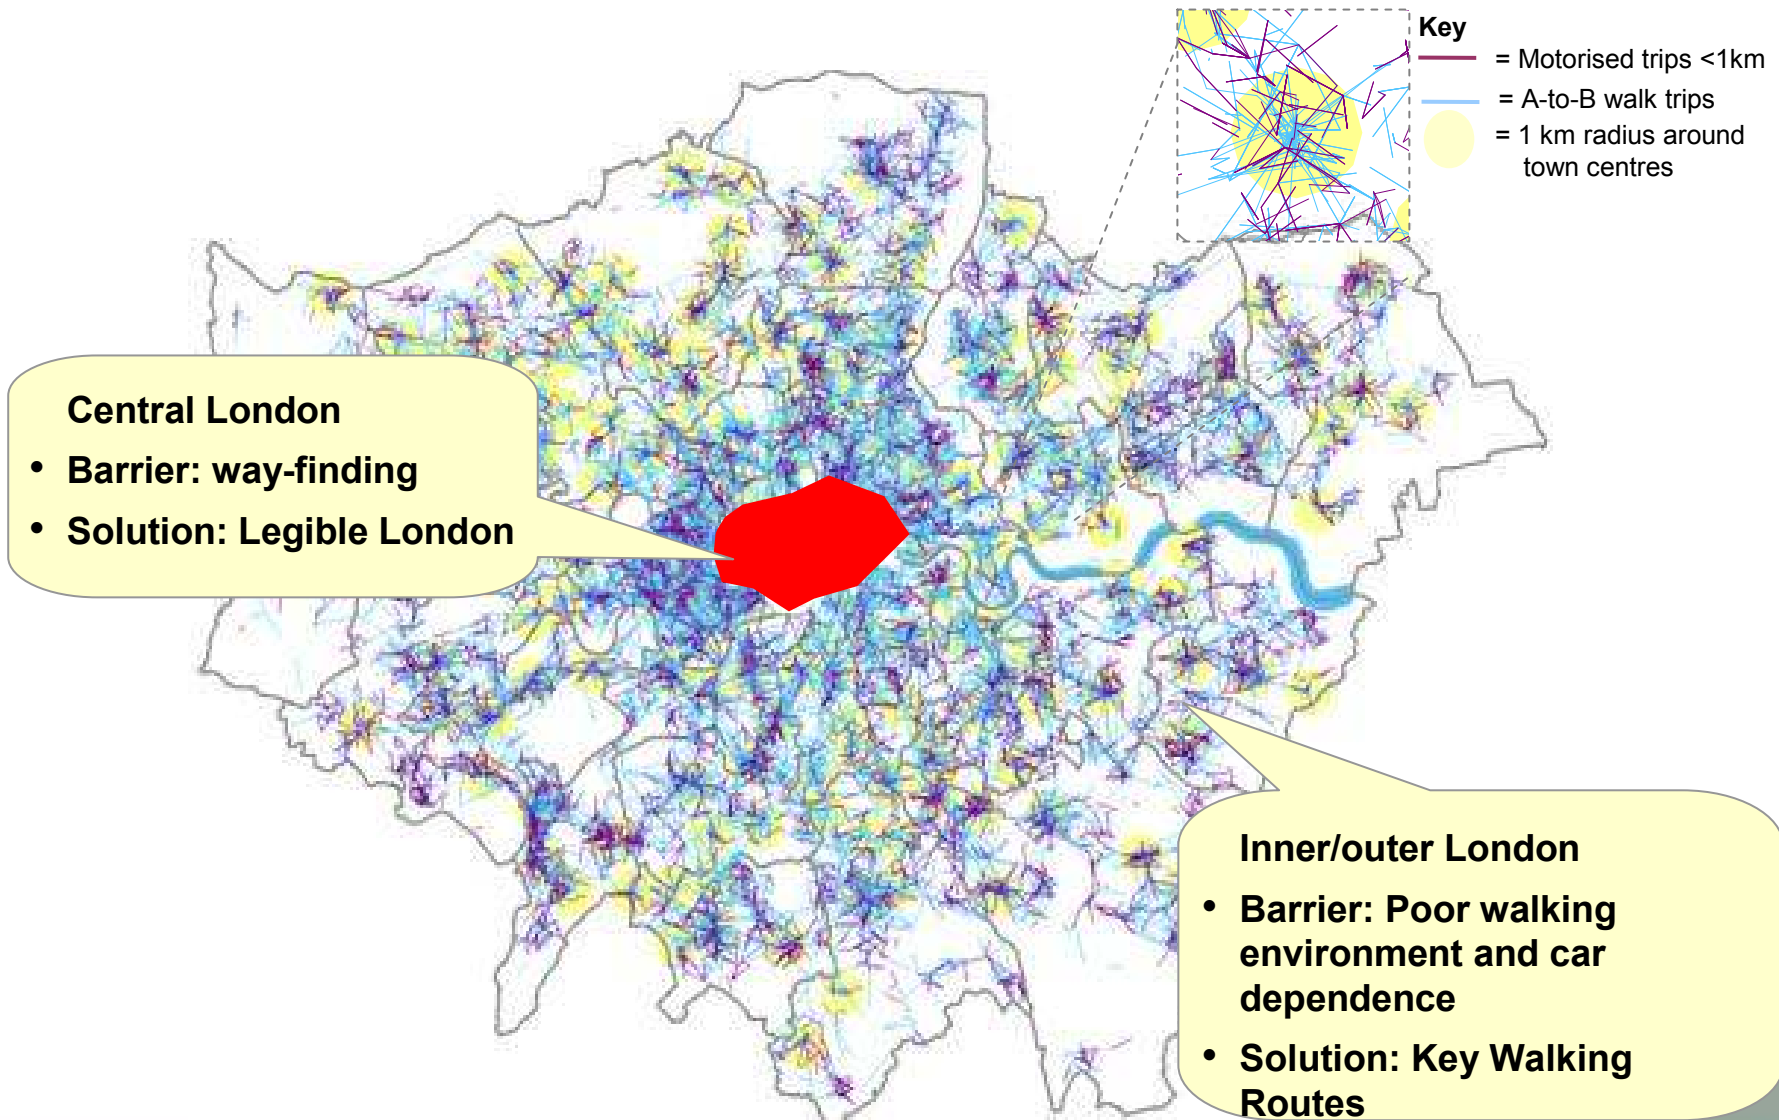 Key
= Motorised trips <1km
= A-to-B walk trips
= 1 km radius around
town centres
Central London
• Barrier: way-finding
• Solution: Legible London
Inner/outer London
• Barrier: Poor walking
environment and car
dependence
• Solution: Key Walking
Routes